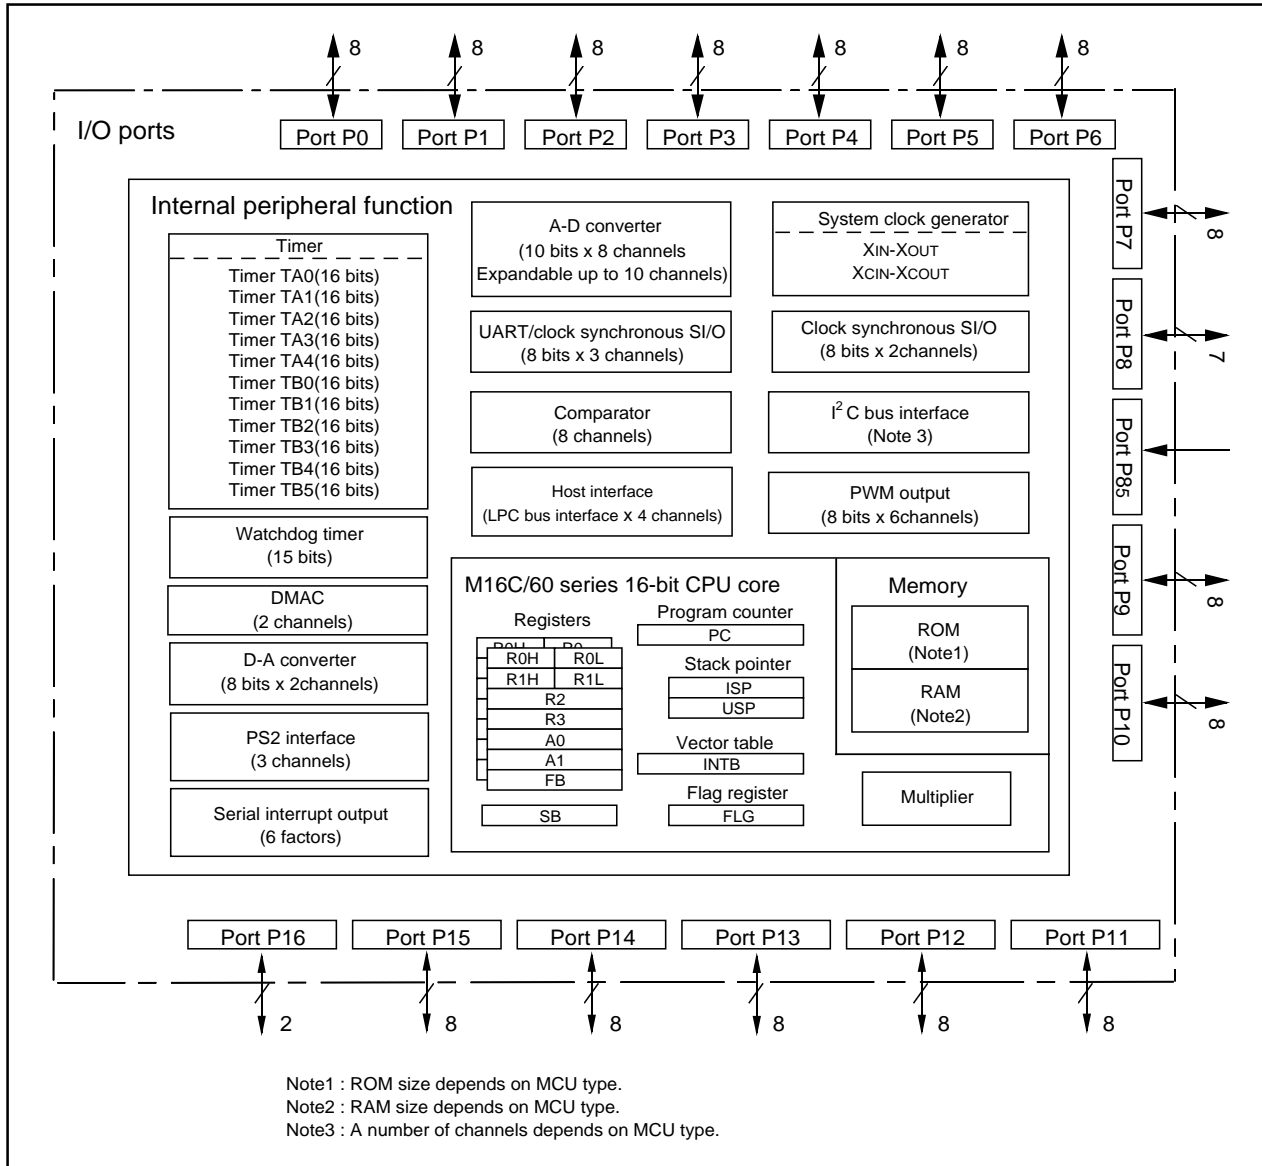 8
8
8
8
8
8
8
I/O ports
Port P0
Port P1
Port P2
Port P3
Port P4
Port P5
Port P6
Port P7
8
Port P8
7
Port P85
Port P9
8
Port P10
8
Internal peripheral function
Timer
Timer TA0(16 bits)
Timer TA1(16 bits)
Timer TA2(16 bits)
Timer TA3(16 bits)
Timer TA4(16 bits)
Timer TB0(16 bits)
Timer TB1(16 bits)
Timer TB2(16 bits)
Timer TB3(16 bits)
Timer TB4(16 bits)
Timer TB5(16 bits)
Watchdog timer
(15 bits)
DMAC
(2 channels)
D-A converter
(8 bits x 2channels)
PS2 interface
(3 channels)
Serial interrupt output
(6 factors)
A-D converter
(10 bits x 8 channels
Expandable up to 10 channels)
UART/clock synchronous SI/O
(8 bits x 3 channels)
Comparator
(8 channels)
Host interface
(LPC bus interface x 4 channels)
System clock generator
XIN-XOUT
XCIN-XCOUT
Clock synchronous SI/O
(8 bits x 2channels)
I2 C bus interface
(Note 3)
PWM output
(8 bits x 6channels)
M16C/60 series 16-bit CPU core
Registers
R0H
R0L
R1H
R1L
R2
R3
A0
A1
FB
SB
Program counter
PC
Stack pointer
ISP
USP
Vector table
INTB
Flag register
FLG
Memory
ROM
(Note1)
RAM
(Note2)
Multiplier
Port P16
Port P15
Port P14
Port P13
Port P12
Port P11
2
8
8
8
8
8
Note1 : ROM size depends on MCU type.
Note2 : RAM size depends on MCU type.
Note3 : A number of channels depends on MCU type.